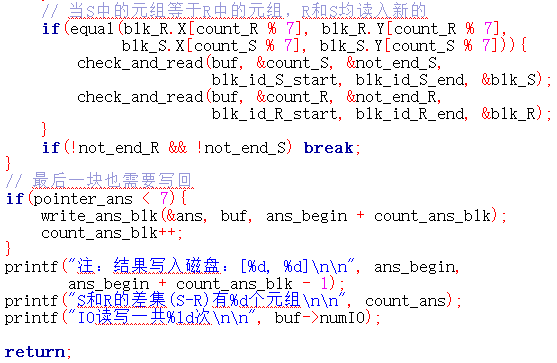 // 当S中的元组等于R中的元组, R和S均读入新的
if(equal(blk_R.X[count_R % 7], blk_R.Y[count_R % 7],
blk_S.X[count_S % 7], blk_S.Y[count_S % 7])){
check_and_read(buf, &count_S, &not_end_S,
blk_id_S_start, blk_id_S_end, &blk_S);
check_and_read(buf, &count_R, &not_end_R,
blk_id_R_start, blk_id_R_end, &blk_R);
}
if(!not_end_R && !not_end_S) break;
}
// 最后一块也需要写回
if(pointer_ans < 7){
write_ans_blk(&ans, buf, ans_begin + count_ans_blk);
count_ans_blk++;
}
printf("注: 结果写入磁盘: [%d, %d]\n\n", ans_begin,
ans_begin + count_ans_blk - 1);
printf("S和R的差集(S-R)有%d个元组\n\n", count_ans);
printf("IO读写一共%ld次\n\n", buf->numIO);
return;